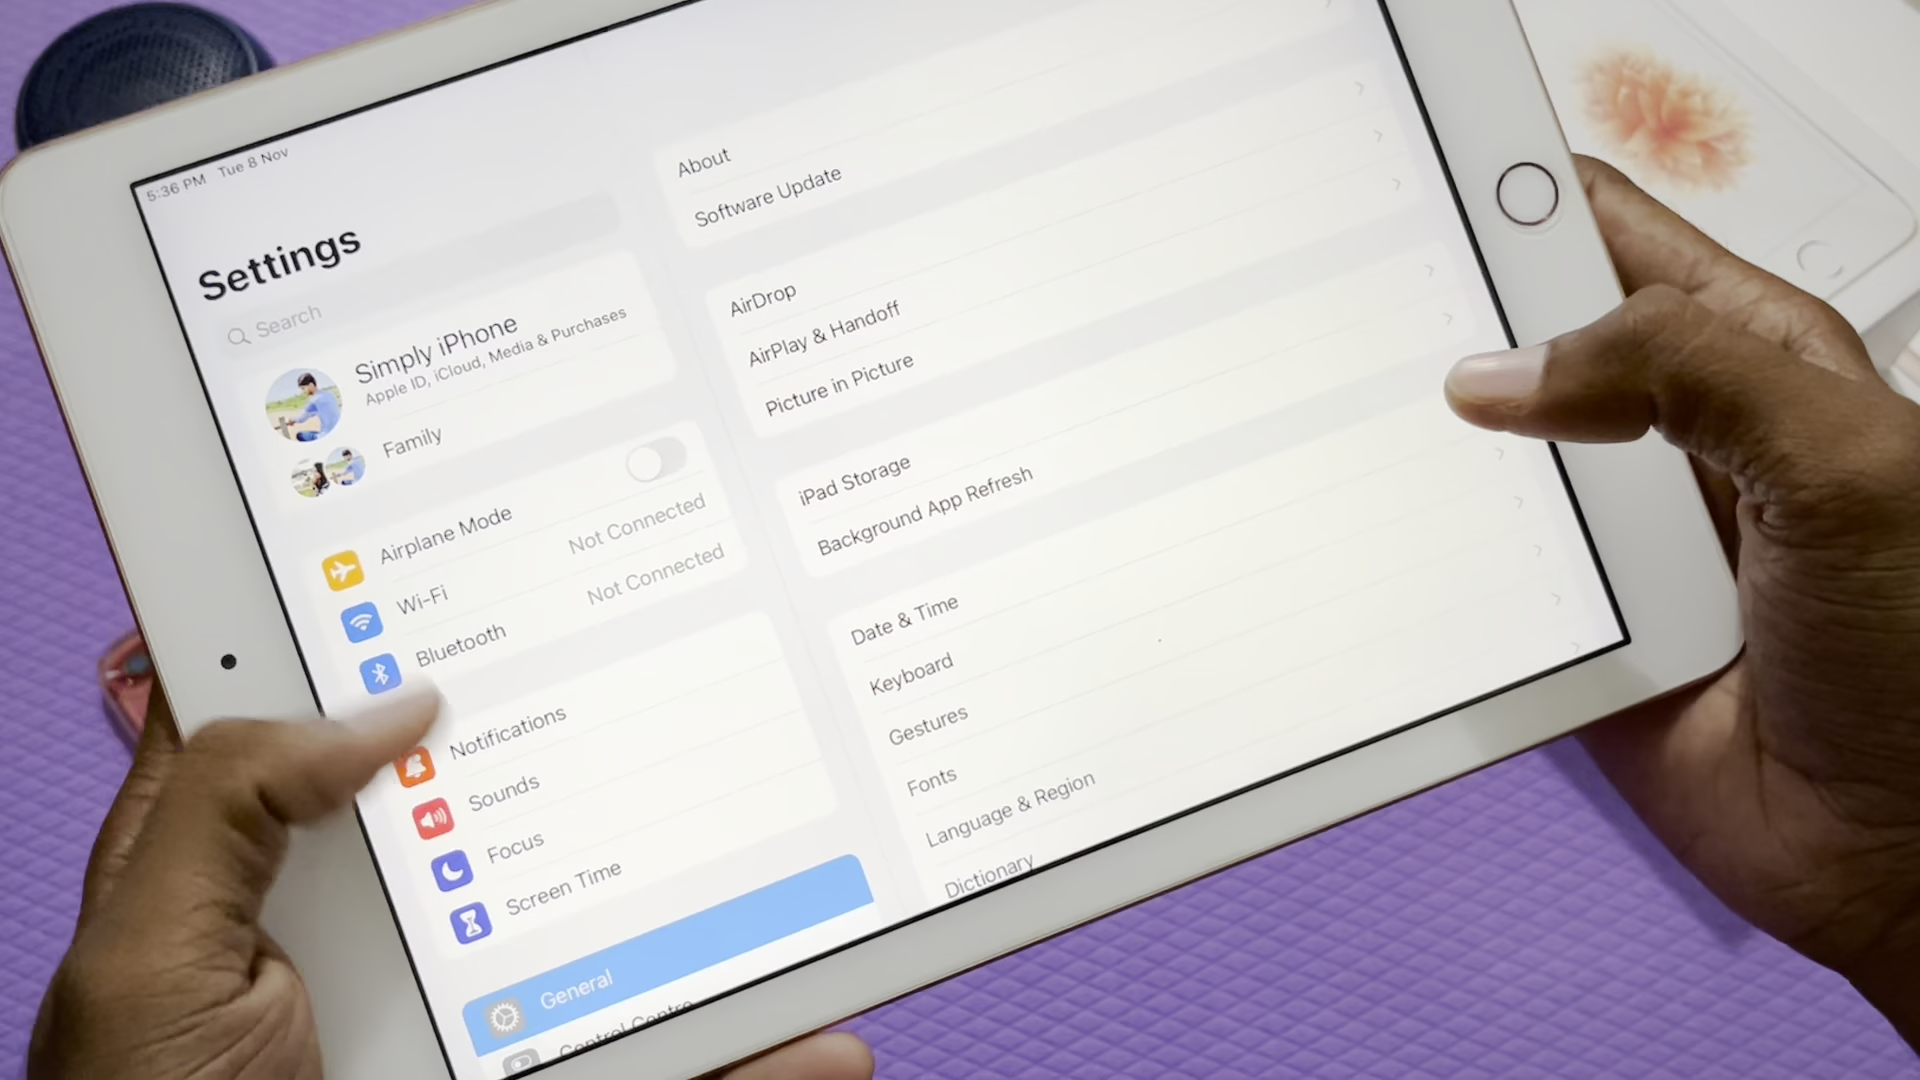 5:36 PM Tue 8 Nov
Settings
Search
Simply iPhone
Apple ID, iCloud, Media & Purchases
Family
Airplane Mode
Wi-Fi Not Connected
Bluetooth Not Connected
Notifications
Sounds
Focus
Screen Time
General
Control Centre
About
Software Update
AirDrop
AirPlay & Handoff
Picture in Picture
iPad Storage
Background App Refresh
Date & Time
Keyboard
Gestures
Fonts
Language & Region
Dictionary